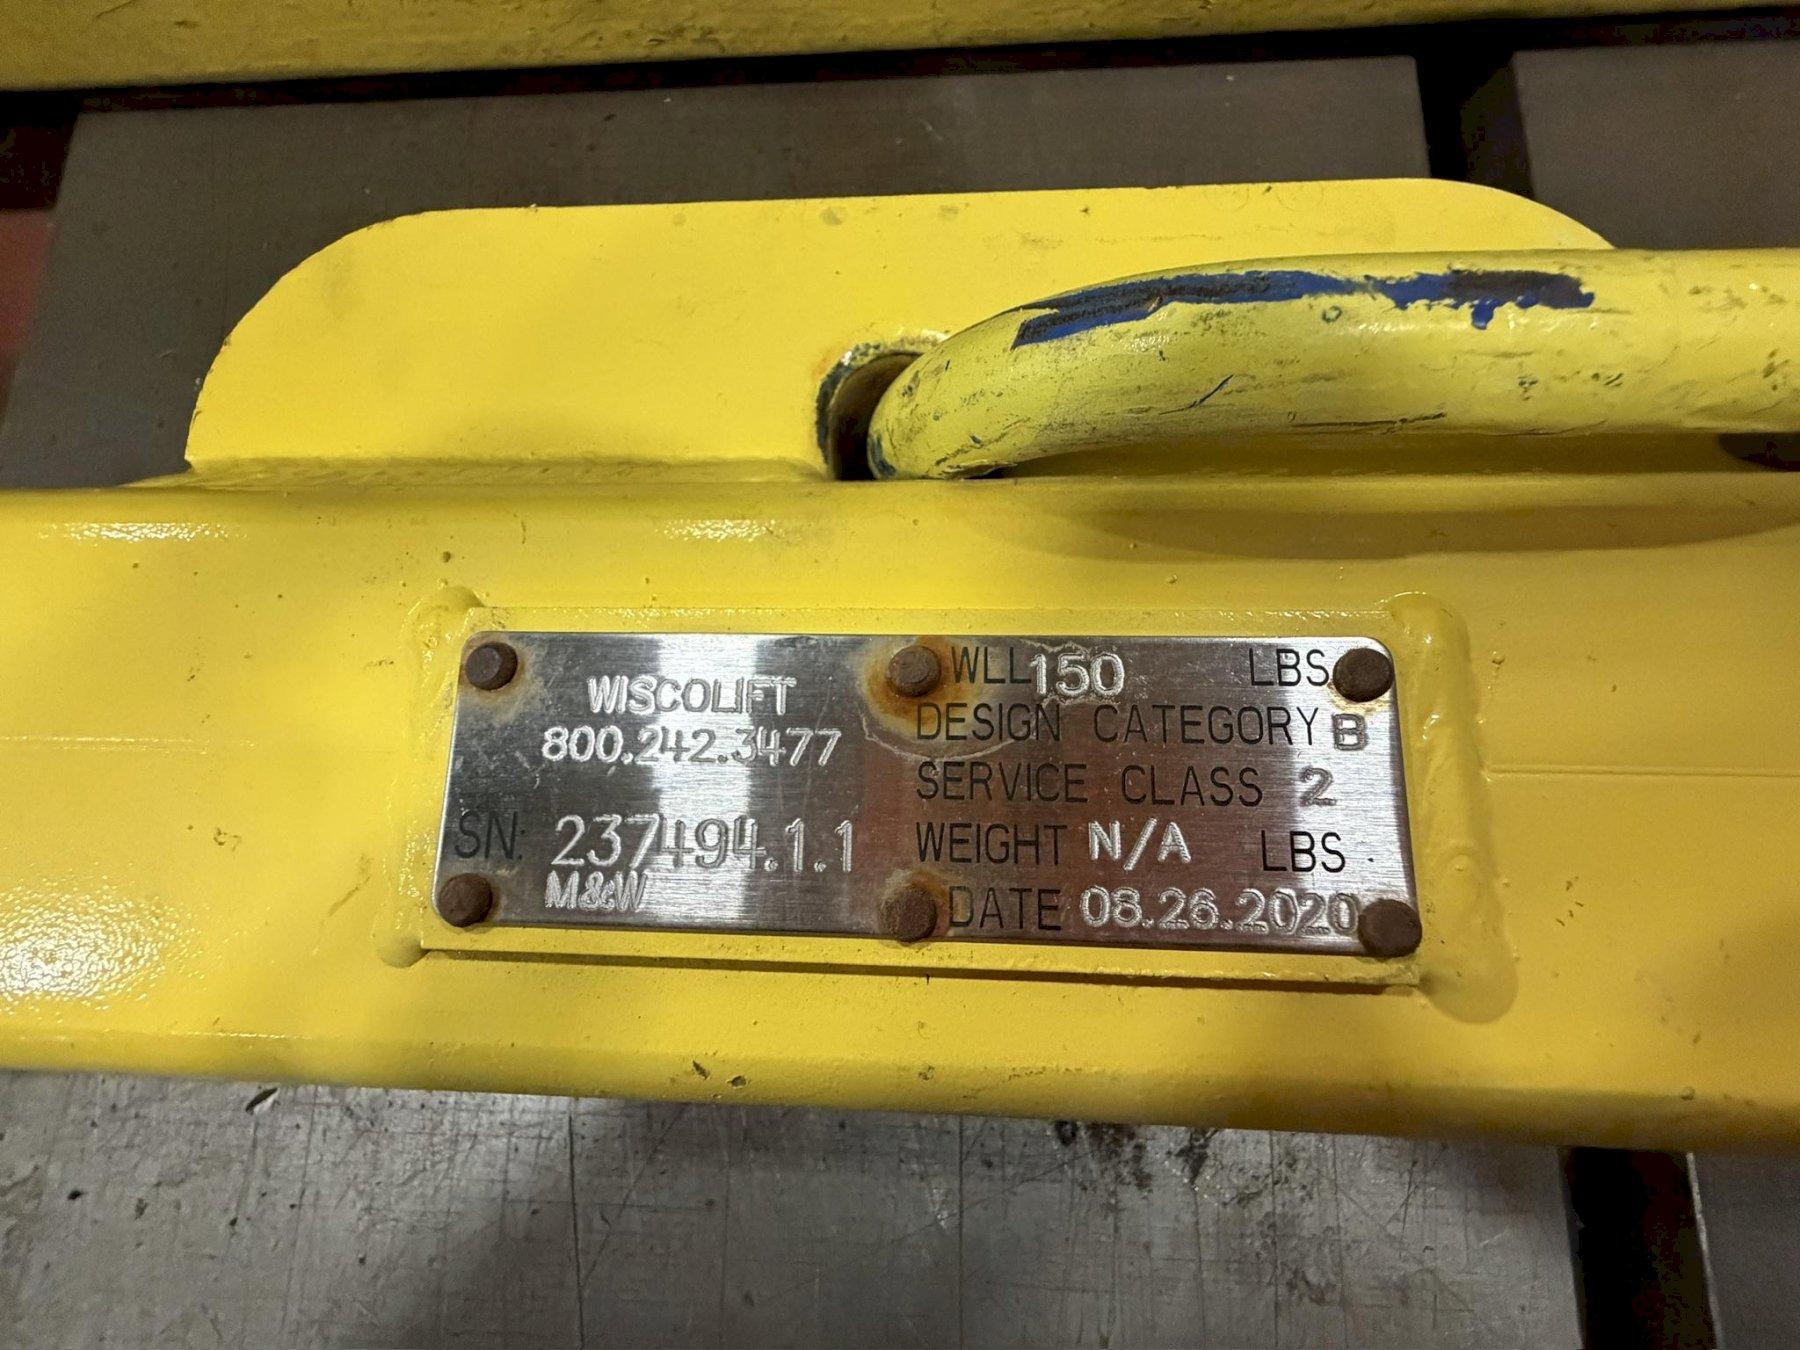 WISCOLIFT
800.242.3477
SN: 237494.1.1
M&W
WLL 150 LBS
DESIGN CATEGORY B
SERVICE CLASS 2
WEIGHT N/A LBS
DATE 08.26.2020